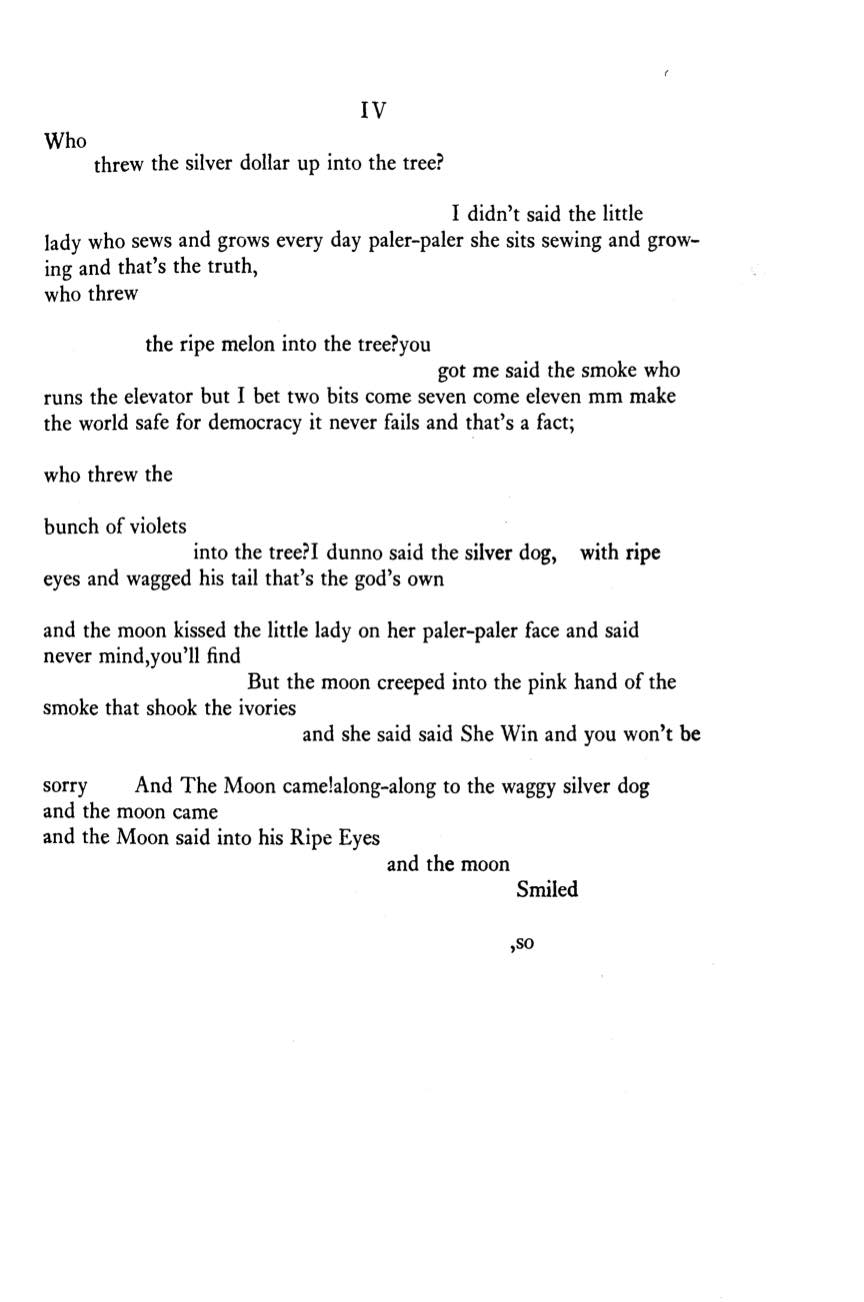 IV
Who
threw the silver dollar up into the tree?
I didn't said the little
lady who sews and grows every day paler-paler she sits sewing and grow-
ing and that's the truth,
who threw
the ripe melon into the tree?you
got me said the smoke who
runs the elevator but I bet two bits come seven come eleven mm make
the world safe for democracy it never fails and that's a fact;
who threw the
bunch of violets
into the tree?I dunno said the silver dog, with ripe
eyes and wagged his tail that's the god's own
and the moon kissed the little lady on her paler-paler face and said
never mind,you'll find
But the moon creeped into the pink hand of the
smoke that shook the ivories
and she said said She Win and you won't be
sorry And The Moon came!along-along to the waggy silver dog
and the moon came
and the Moon said into his Ripe Eyes
and the moon
Smiled
,so